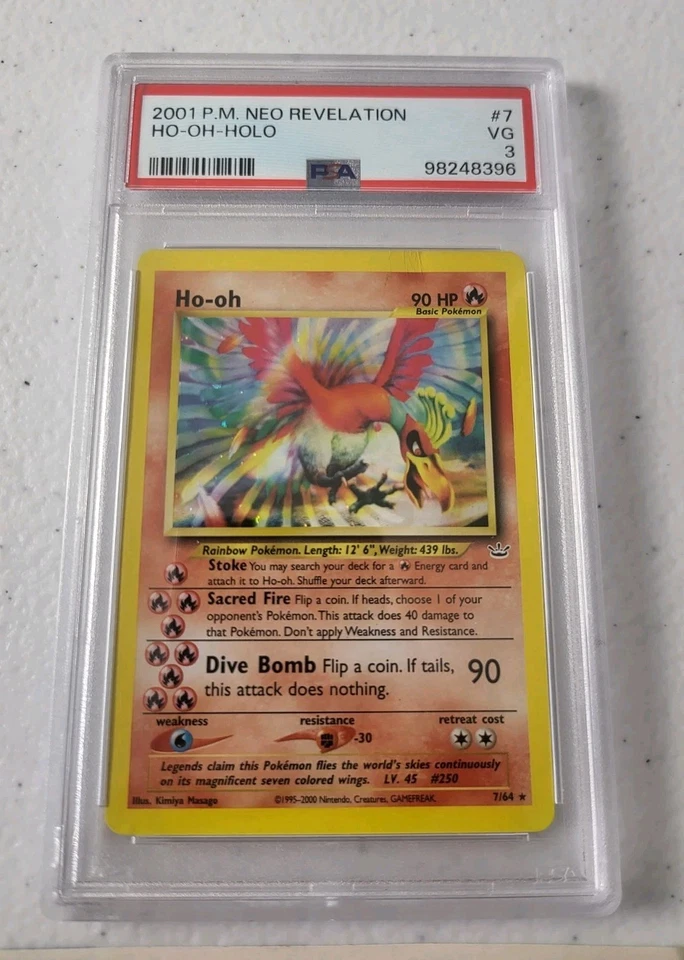 2001 P.M. NEO REVELATION #7
HO-OH-HOLO VG
3
PSA 98248396
Ho-oh 90 HP
Basic Pokémon
Rainbow Pokémon. Length: 12' 6", Weight: 439 lbs.
Stoke You may search your deck for a Energy card and
attach it to Ho-oh. Shuffle your deck afterward.
Sacred Fire Flip a coin. If heads, choose 1 of your
opponent's Pokémon. This attack does 40 damage to
that Pokémon. Don't apply Weakness and Resistance.
Dive Bomb Flip a coin. If tails, 90
this attack does nothing.
weakness resistance retreat cost
-30
Legends claim this Pokémon flies the world's skies continuously
on its magnificent seven colored wings. LV. 45 #250
Illus. Kimiya Masago ©1995–2000 Nintendo, Creatures, GAMEFREAK. 7/64 ★